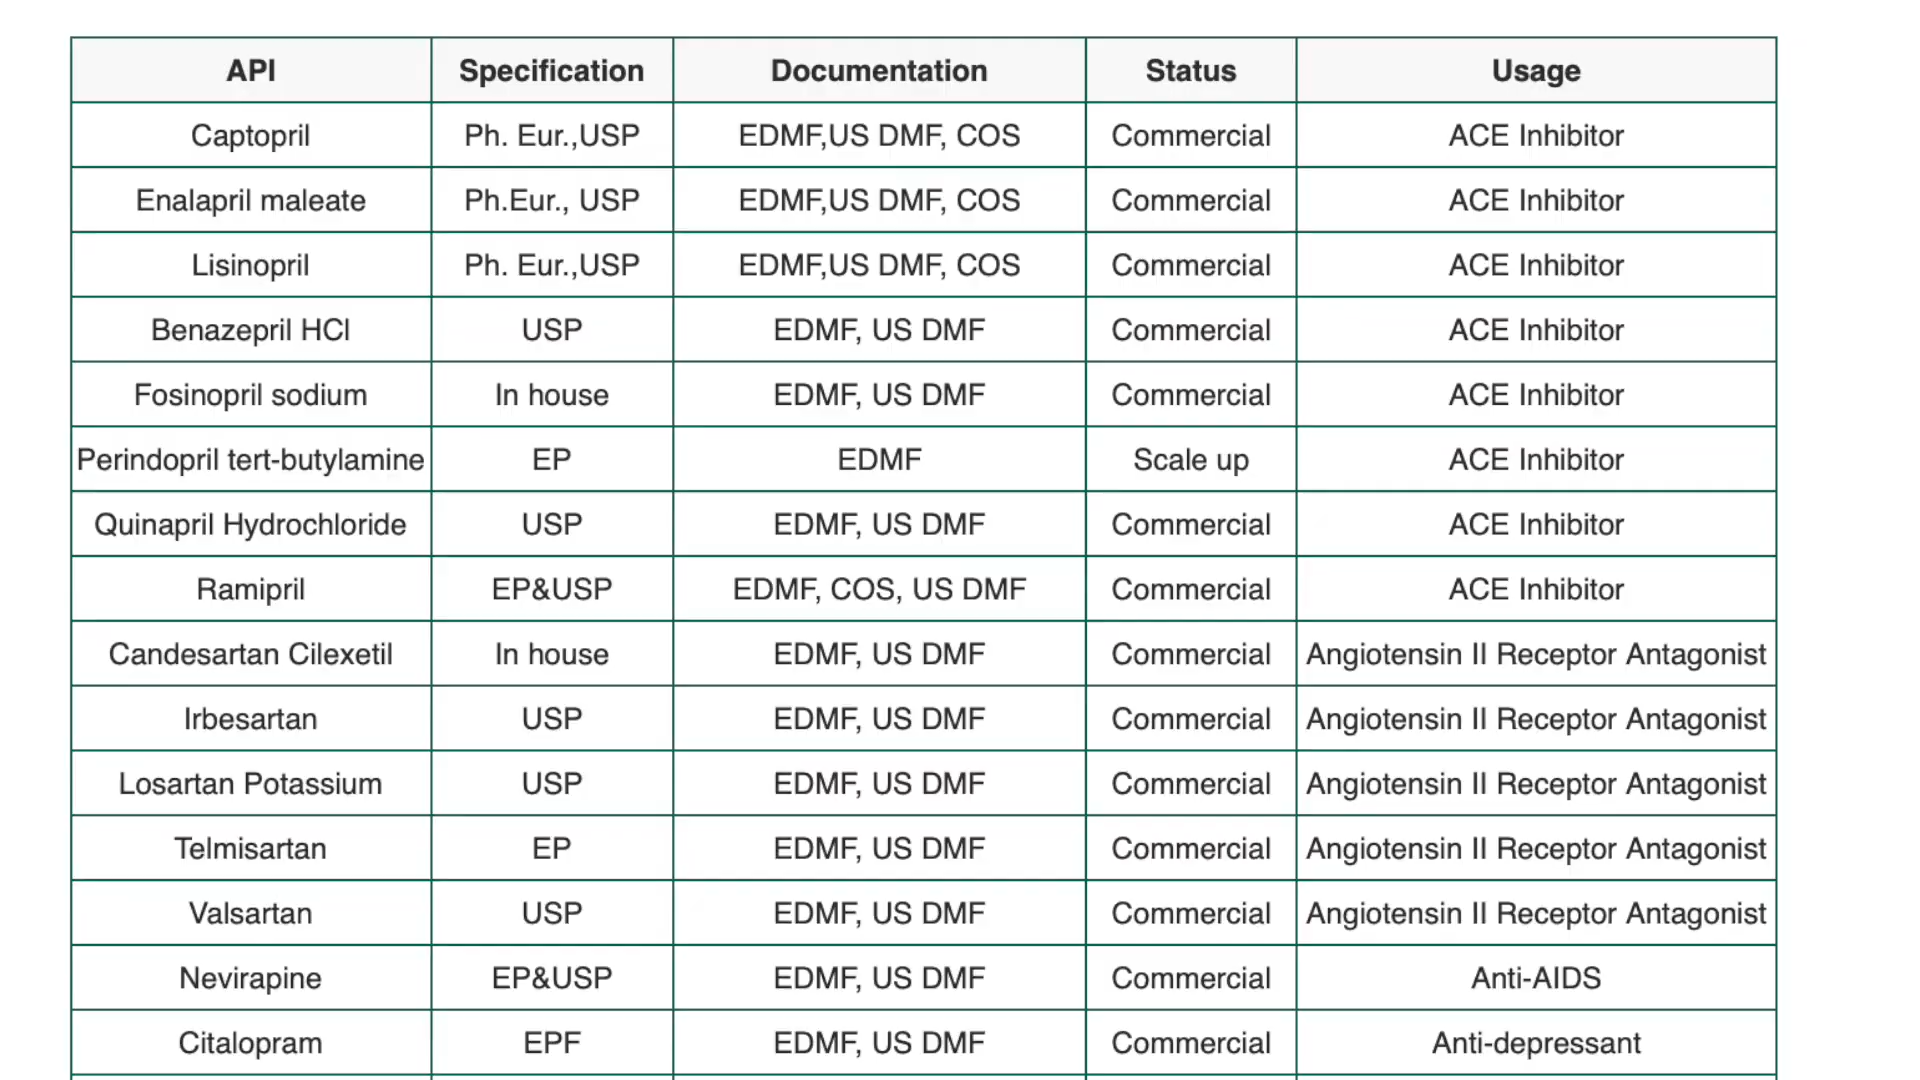 API Specification Documentation Status Usage
Captopril Ph. Eur.,USP EDMF,US DMF, COS Commercial ACE Inhibitor
Enalapril maleate Ph.Eur., USP EDMF,US DMF, COS Commercial ACE Inhibitor
Lisinopril Ph. Eur.,USP EDMF,US DMF, COS Commercial ACE Inhibitor
Benazepril HCl USP EDMF, US DMF Commercial ACE Inhibitor
Fosinopril sodium In house EDMF, US DMF Commercial ACE Inhibitor
Perindopril tert-butylamine EP EDMF Scale up ACE Inhibitor
Quinapril Hydrochloride USP EDMF, US DMF Commercial ACE Inhibitor
Ramipril EP&USP EDMF, COS, US DMF Commercial ACE Inhibitor
Candesartan Cilexetil In house EDMF, US DMF Commercial Angiotensin II Receptor Antagonist
Irbesartan USP EDMF, US DMF Commercial Angiotensin II Receptor Antagonist
Losartan Potassium USP EDMF, US DMF Commercial Angiotensin II Receptor Antagonist
Telmisartan EP EDMF, US DMF Commercial Angiotensin II Receptor Antagonist
Valsartan USP EDMF, US DMF Commercial Angiotensin II Receptor Antagonist
Nevirapine EP&USP EDMF, US DMF Commercial Anti-AIDS
Citalopram EPF EDMF, US DMF Commercial Anti-depressant